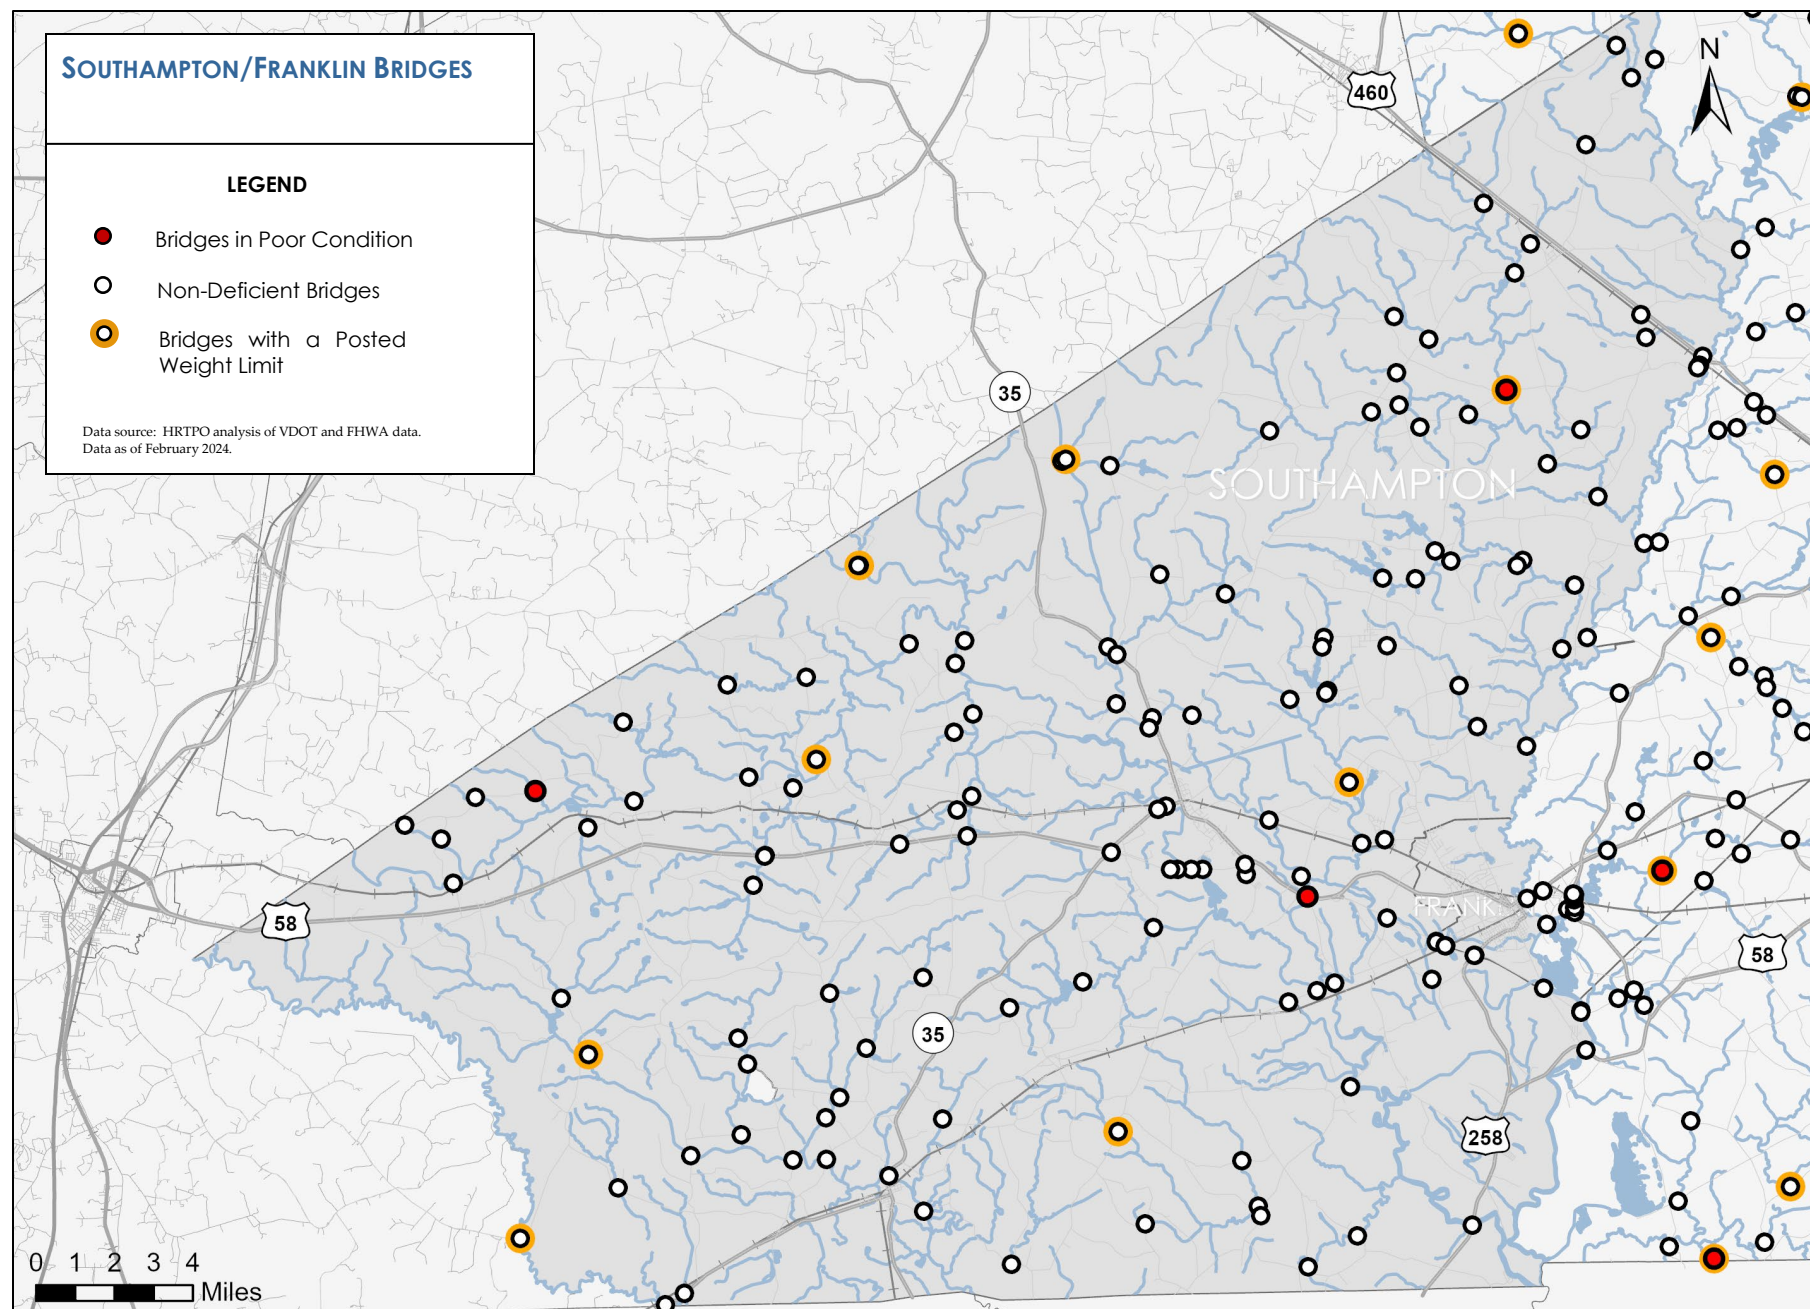 SOUTHAMPTON/FRANKLIN BRIDGES
LEGEND
Bridges in Poor Condition
Non-Deficient Bridges
Bridges with a Posted
Weight Limit
Data source: HRTPO analysis of VDOT and FHWA data.
Data as of February 2024.
N
460
35
SOUTHAMPTON
58
FRANK
58
35
258
0 1 2 3 4
Miles